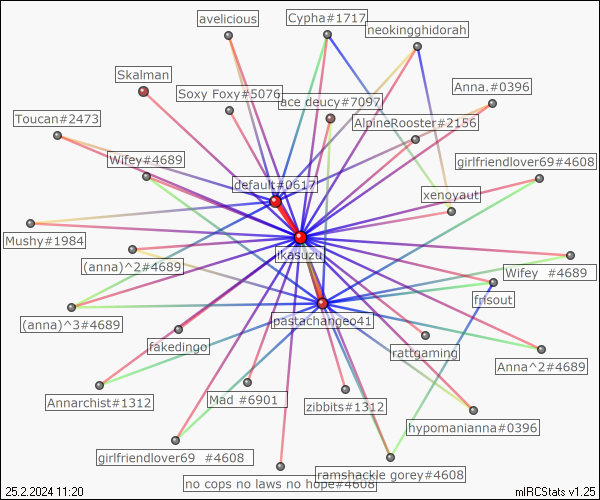 avelicious
Cypha#1717
neokingghidorah
Skalman
Soxy Foxy#5076
ace deucy#7097
Anna.#0396
Toucan#2473
AlpineRooster#2156
Wifey#4689
girlfriendlover69#4608
default#0617
xenoyaut
Mushy#1984
ikasuzu
(anna)^2#4689
Wifey #4689
frfsout
(anna)^3#4689
pastachangeo41
fakedingo
rattgaming
Anna^2#4689
Annarchist#1312
Mad #6901
zibbits#1312
hypomanianna#0396
girlfriendlover69 #4608
ramshackle gorey#4608
no cops no laws no hope#4608
25.2.2024 11:20
mIRCStats v1.25